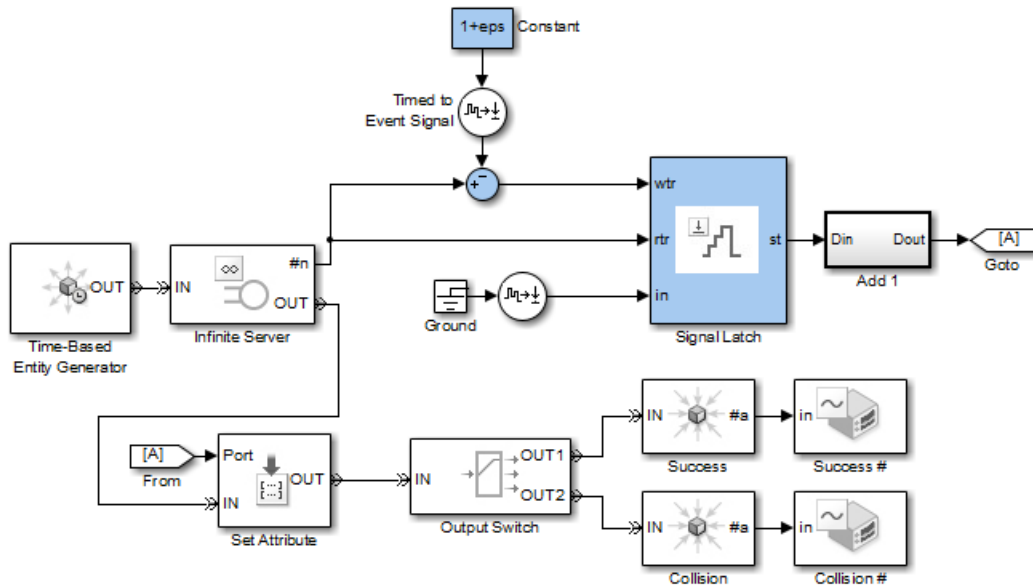 1+eps Constant
Timed to
Event Signal
+ −
wtr
rtr st Din Dout [A]
#n
OUT IN
OUT
in
Goto
Add 1
Ground
Time-Based
Entity Generator
Infinite Server
Signal Latch
IN #a in
OUT1
[A] Port
Success Success #
From
OUT IN
IN
OUT2
IN #a in
Set Attribute
Output Switch
Collision Collision #